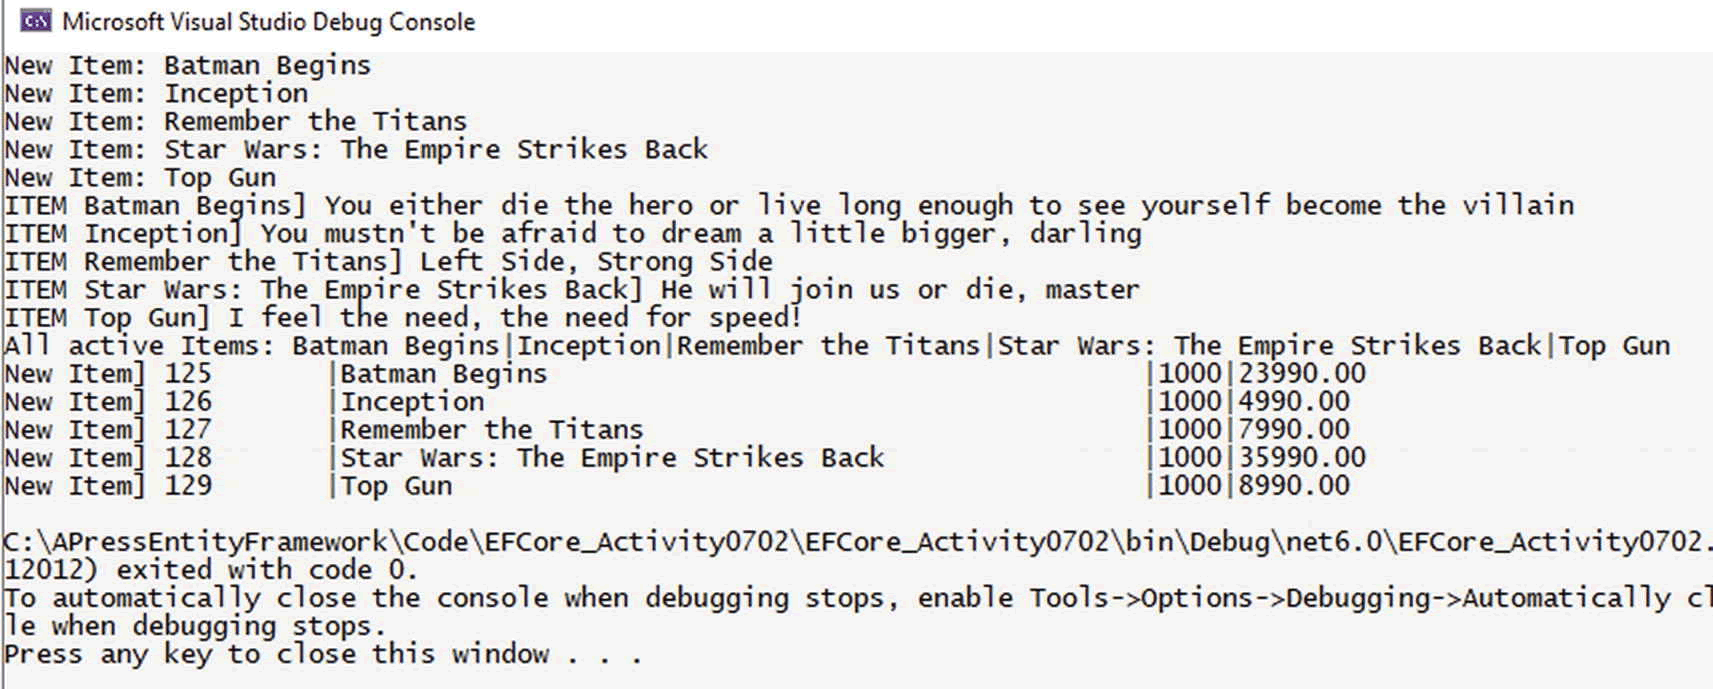 Microsoft Visual Studio Debug Console
New Item: Batman Begins
New Item: Inception
New Item: Remember the Titans
New Item: Star Wars: The Empire Strikes Back
New Item: Top Gun
ITEM Batman Begins] You either die the hero or live long enough to see yourself become the villain
ITEM Inception] You mustn't be afraid to dream a little bigger, darling
ITEM Remember the Titans] Left Side, Strong Side
ITEM Star Wars: The Empire Strikes Back] He will join us or die, master
ITEM Top Gun] I feel the need, the need for speed!
All active Items: Batman Begins|Inception|Remember the Titans|Star Wars: The Empire Strikes Back|Top Gun
New Item] 125       |Batman Begins                                     |1000|23990.00
New Item] 126       |Inception                                         |1000|4990.00
New Item] 127       |Remember the Titans                               |1000|7990.00
New Item] 128       |Star Wars: The Empire Strikes Back                |1000|35990.00
New Item] 129       |Top Gun                                           |1000|8990.00
C:\APressEntityFramework\Code\EFCore_Activity0702\EFCore_Activity0702\bin\Debug\net6.0\EFCore_Activity0702.
12012) exited with code 0.
To automatically close the console when debugging stops, enable Tools->Options->Debugging->Automatically cl
le when debugging stops.
Press any key to close this window . . .